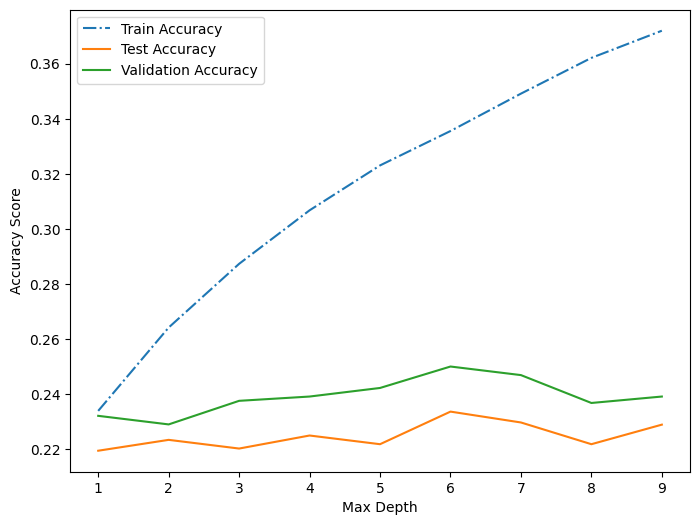 Train Accuracy
Test Accuracy
Validation Accuracy
Accuracy Score
0.36
0.34
0.32
0.30
0.28
0.26
0.24
0.22
1 2 3 4 5 6 7 8 9
Max Depth